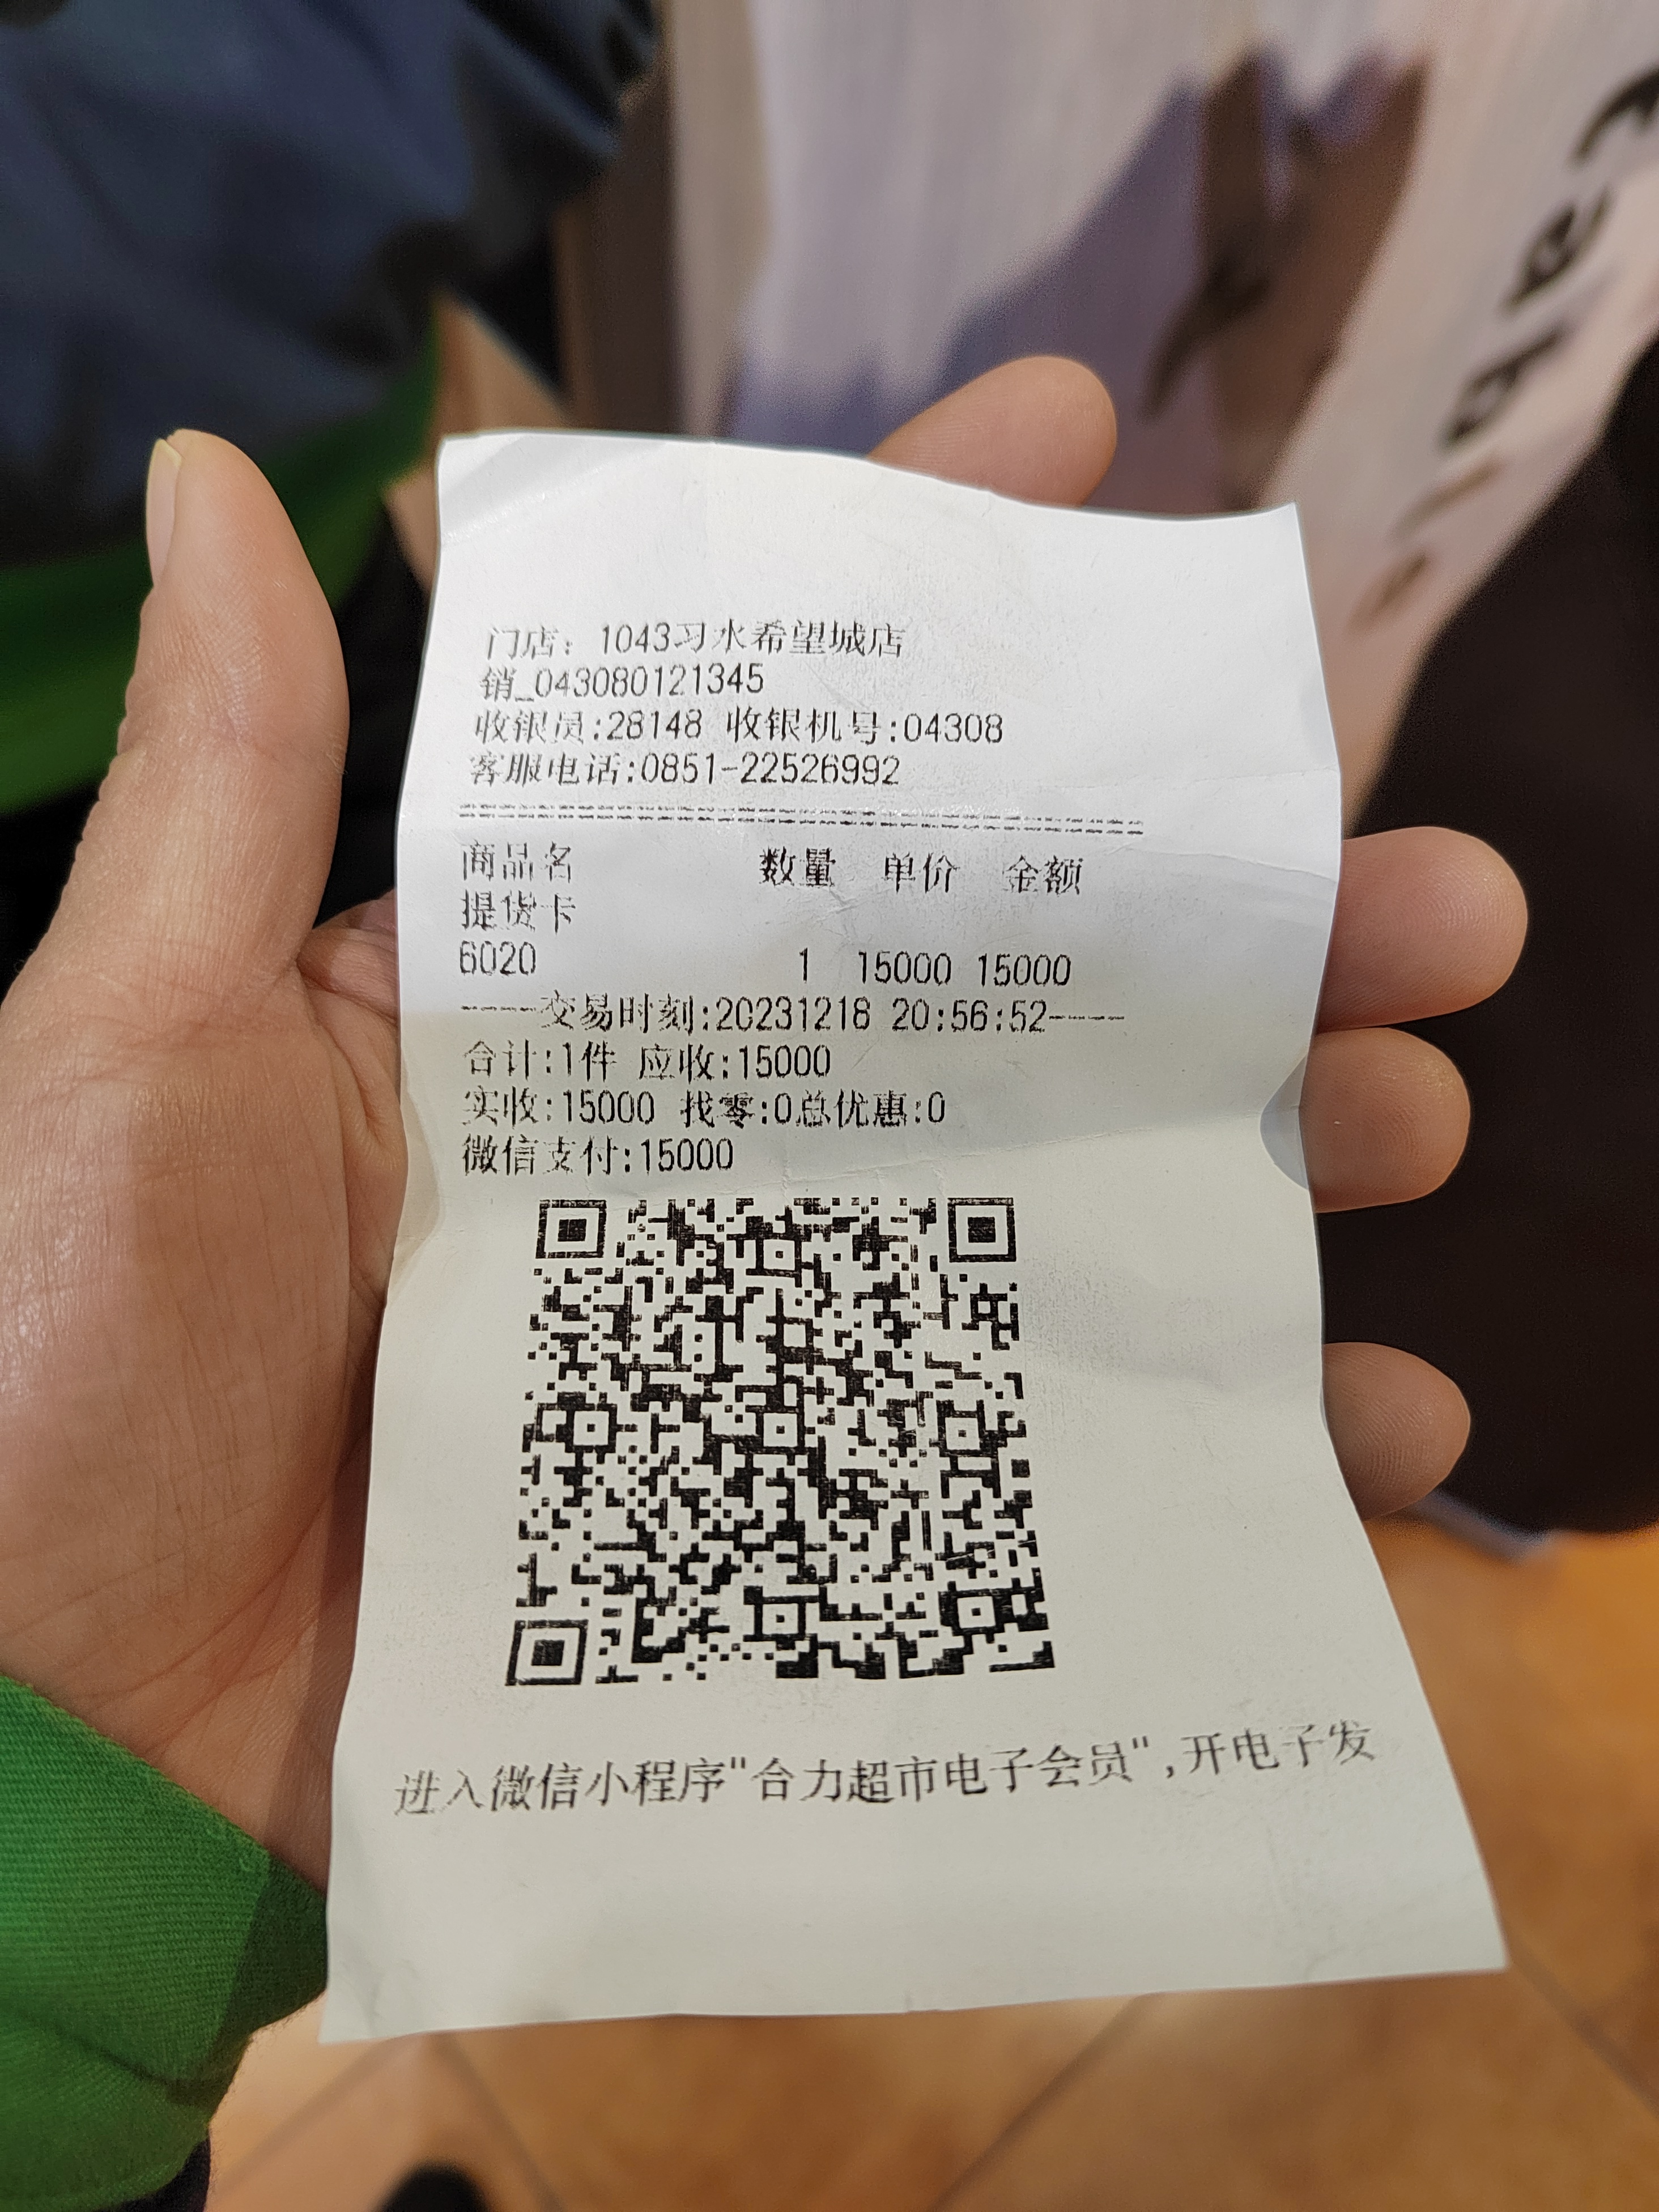 门店：1043习水希望城店
销_043080121345
收银员:28148 收银机号:04308
客服电话:0851-22526992
商品名 数量 单价 金额
提货卡
6020 1 15000 15000
----交易时刻:20231218 20:56:52----
合计:1件 应收:15000
实收:15000 找零:0总优惠:0
微信支付:15000
进入微信小程序"合力超市电子会员",开电子发